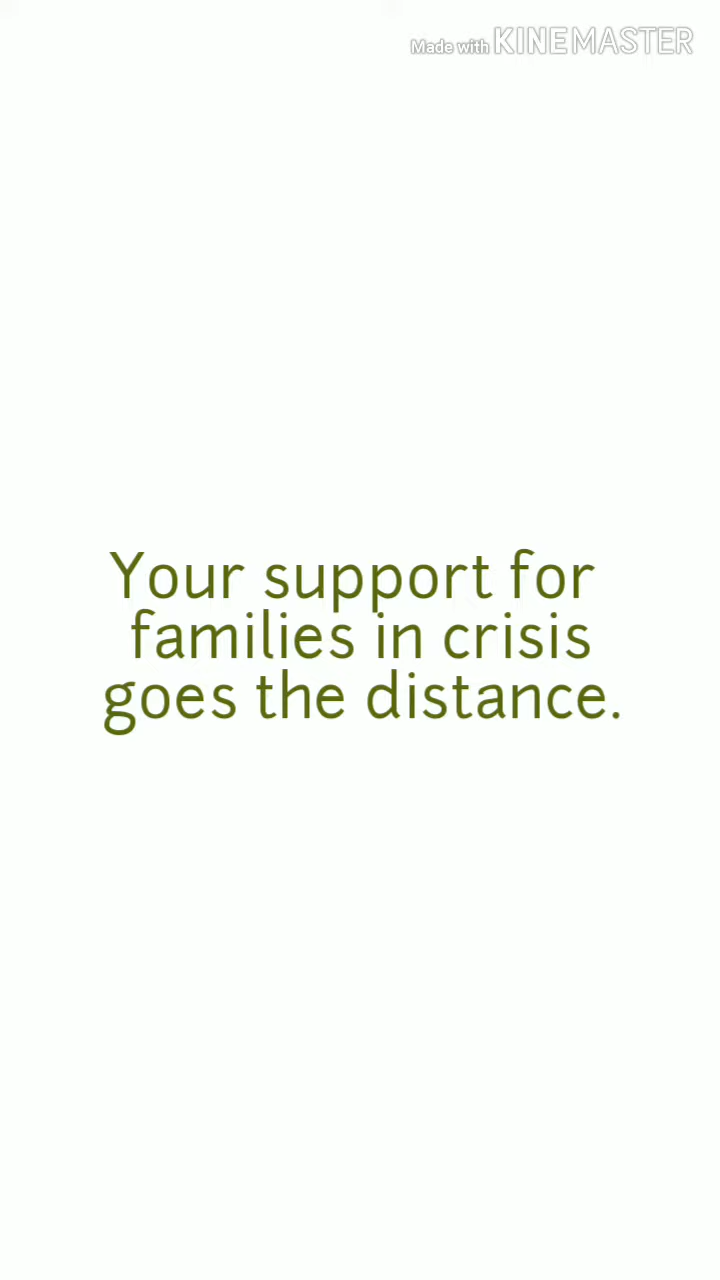 Made with KINEMASTER
Your support for
families in crisis
goes the distance.